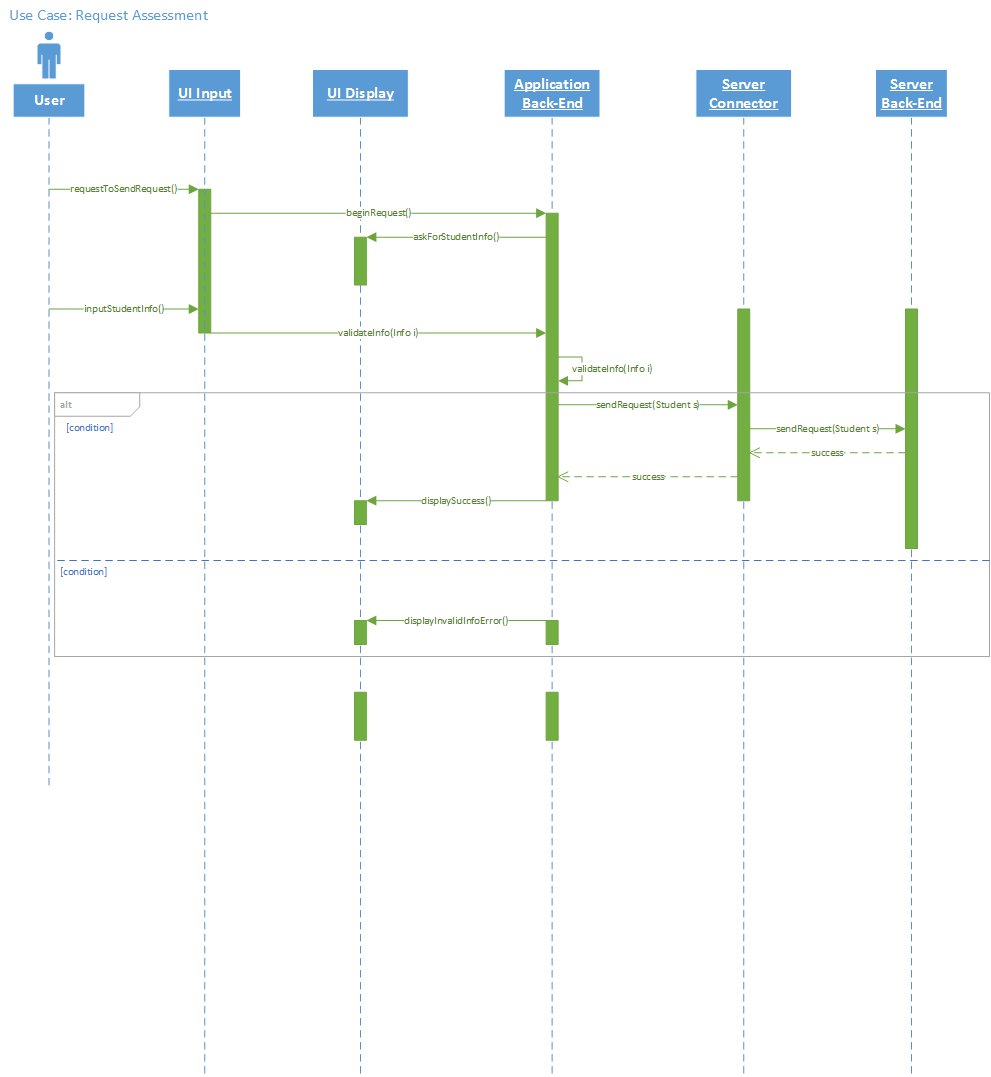 Use Case: Request Assessment
User
UI Input
UI Display
Application
Back-End
Server
Connector
Server
Back-End
requestToSendRequest()
beginRequest()
askForStudentInfo()
inputStudentInfo()
validateInfo(Info i)
validateInfo(Info i)
alt
sendRequest(Student s)
[condition]
sendRequest(Student s)
success
success
displaySuccess()
[condition]
displayInvalidInfoError()